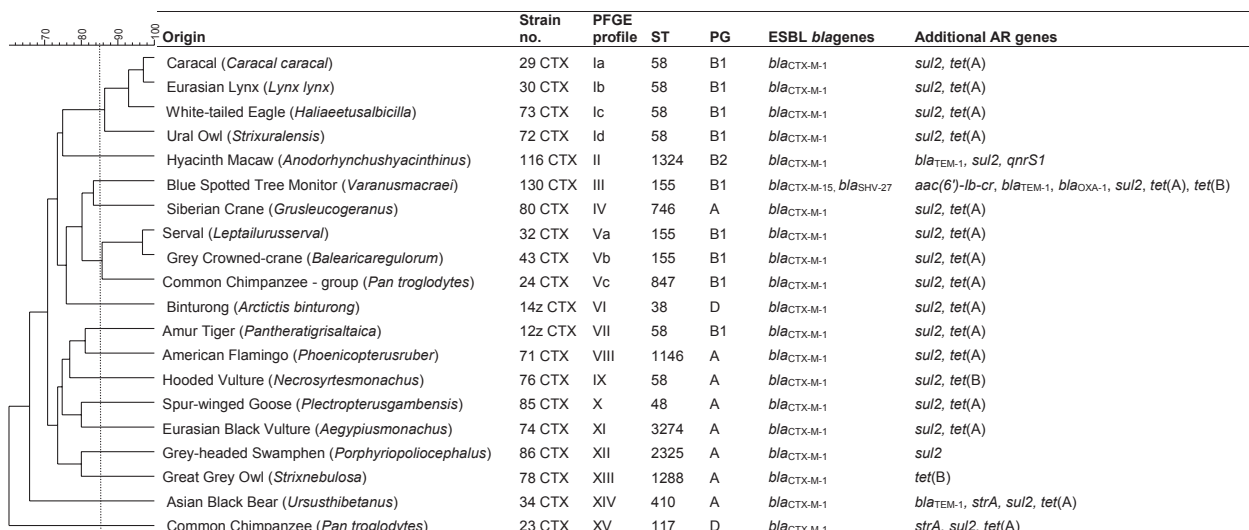 -70 -80 -90 -100
Origin Strain no. PFGE profile ST PG ESBL blagenes Additional AR genes
Caracal (Caracal caracal) 29 CTX Ia 58 B1 blaCTX-M-1 sul2, tet(A)
Eurasian Lynx (Lynx lynx) 30 CTX Ib 58 B1 blaCTX-M-1 sul2, tet(A)
White-tailed Eagle (Haliaeetusalbicilla) 73 CTX Ic 58 B1 blaCTX-M-1 sul2, tet(A)
Ural Owl (Strixuralensis) 72 CTX Id 58 B1 blaCTX-M-1 sul2, tet(A)
Hyacinth Macaw (Anodorhynchushyacinthinus) 116 CTX II 1324 B2 blaCTX-M-1 blaTEM-1, sul2, qnrS1
Blue Spotted Tree Monitor (Varanusmacraei) 130 CTX III 155 B1 blaCTX-M-15, blaSHV-27 aac(6')-Ib-cr, blaTEM-1, blaOXA-1, sul2, tet(A), tet(B)
Siberian Crane (Grusleucogeranus) 80 CTX IV 746 A blaCTX-M-1 sul2, tet(A)
Serval (Leptailurusserval) 32 CTX Va 155 B1 blaCTX-M-1 sul2, tet(A)
Grey Crowned-crane (Balearicaregulorum) 43 CTX Vb 155 B1 blaCTX-M-1 sul2, tet(A)
Common Chimpanzee - group (Pan troglodytes) 24 CTX Vc 847 B1 blaCTX-M-1 sul2, tet(A)
Binturong (Arctictis binturong) 14z CTX VI 38 D blaCTX-M-1 sul2, tet(A)
Amur Tiger (Pantheratigrisaltaica) 12z CTX VII 58 B1 blaCTX-M-1 sul2, tet(A)
American Flamingo (Phoenicopterusruber) 71 CTX VIII 1146 A blaCTX-M-1 sul2, tet(A)
Hooded Vulture (Necrosyrtesmonachus) 76 CTX IX 58 A blaCTX-M-1 sul2, tet(B)
Spur-winged Goose (Plectropterusgambensis) 85 CTX X 48 A blaCTX-M-1 sul2, tet(A)
Eurasian Black Vulture (Aegypiusmonachus) 74 CTX XI 3274 A blaCTX-M-1 sul2, tet(A)
Grey-headed Swamphen (Porphyriopoliocephalus) 86 CTX XII 2325 A blaCTX-M-1 sul2
Great Grey Owl (Strixnebulosa) 78 CTX XIII 1288 A blaCTX-M-1 tet(B)
Asian Black Bear (Ursusthibetanus) 34 CTX XIV 410 A blaCTX-M-1 blaTEM-1, strA, sul2, tet(A)
Common Chimpanzee (Pan troglodytes) 23 CTX XV 117 D blaCTX-M-1 strA, sul2, tet(A)